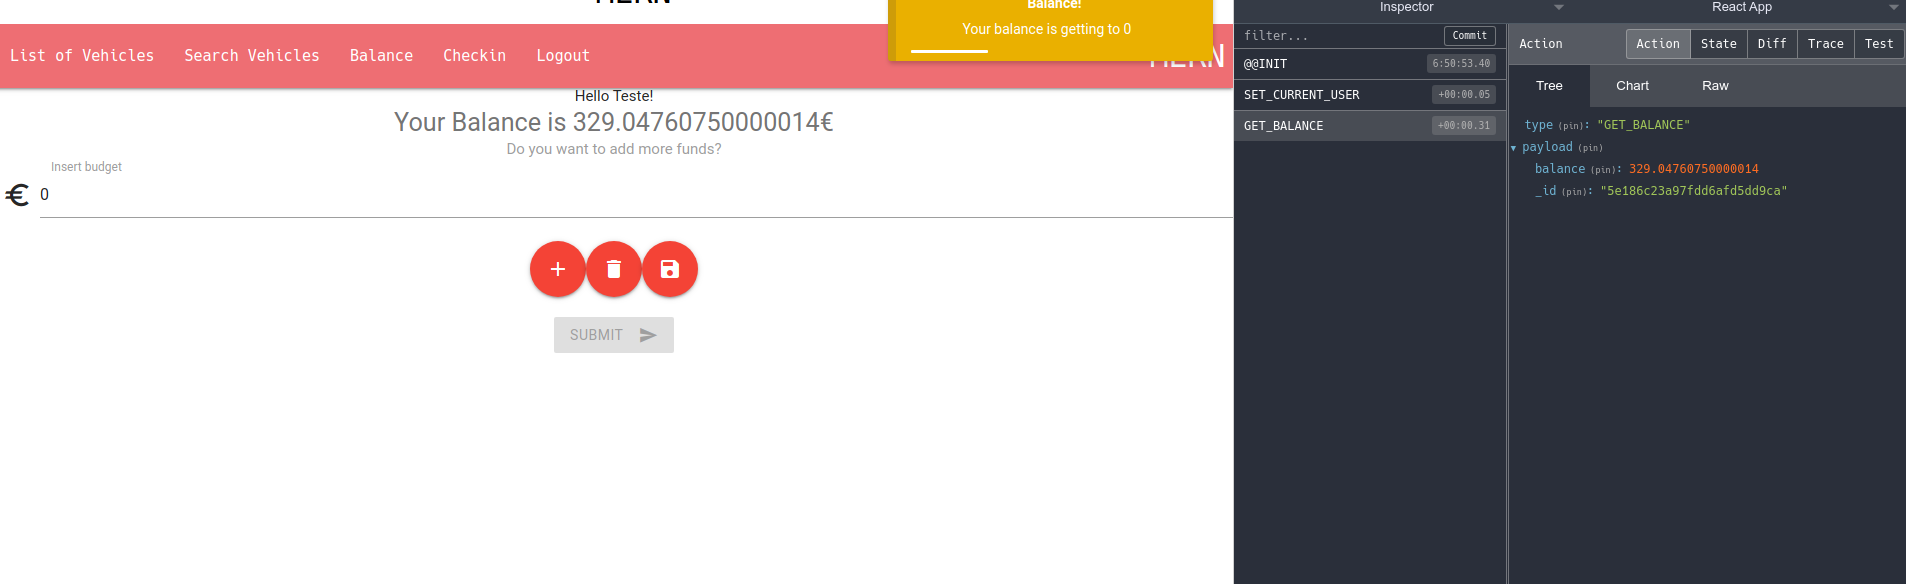 MERN
Balance!
Your balance is getting to 0
List of Vehicles Search Vehicles Balance Checkin Logout MERN
Hello Teste!
Your Balance is 329.04760750000014€
Do you want to add more funds?
Insert budget
€ 0
+
SUBMIT
Inspector React App
filter... Commit
@@INIT 6:50:53.40
SET_CURRENT_USER +00:00.05
GET_BALANCE +00:00.31
Action Action State Diff Trace Test
Tree Chart Raw
type (pin): "GET_BALANCE"
payload (pin)
balance (pin): 329.04760750000014
_id (pin): "5e186c23a97fdd6afd5dd9ca"